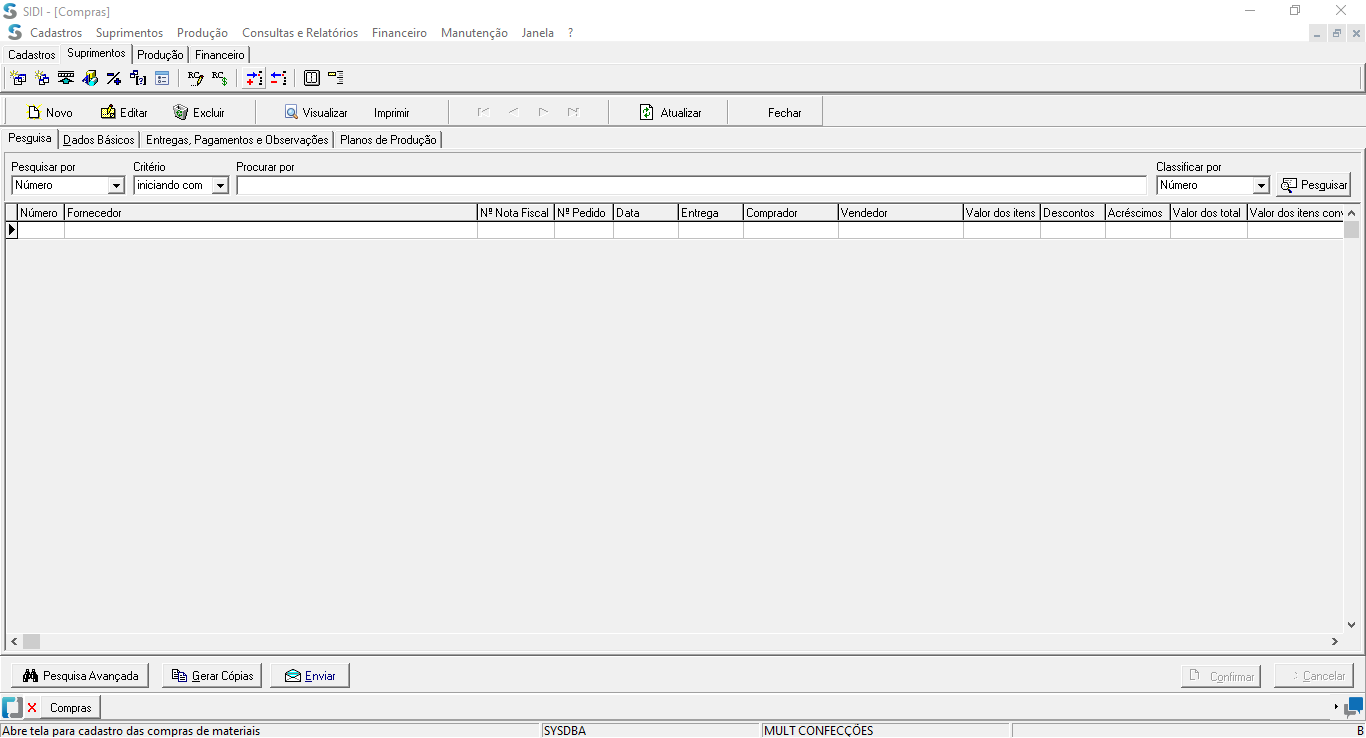 SIDI - [Compras]
Cadastros Suprimentos Produção Consultas e Relatórios Financeiro Manutenção Janela ?
Cadastros Suprimentos Produção Financeiro
Novo Editar Excluir Visualizar Imprimir Atualizar Fechar
Pesquisa Dados Básicos Entregas, Pagamentos e Observações Planos de Produção
Pesquisar por Critério Procurar por Classificar por
Número iniciando com Número Pesquisar
Número Fornecedor Nº Nota Fiscal Nº Pedido Data Entrega Comprador Vendedor Valor dos itens Descontos Acréscimos Valor dos total Valor dos itens conv
Pesquisa Avançada Gerar Cópias Enviar Confirmar Cancelar
Compras
Abre tela para cadastro das compras de materiais SYSDBA MULT CONFECÇÕES B